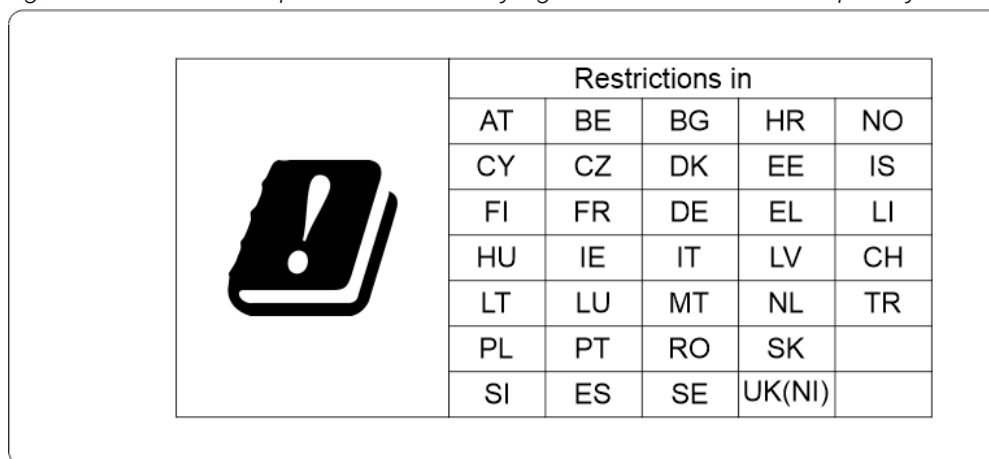 Restrictions in
AT BE BG HR NO
CY CZ DK EE IS
FI FR DE EL LI
HU IE IT LV CH
LT LU MT NL TR
PL PT RO SK
SI ES SE UK(NI)